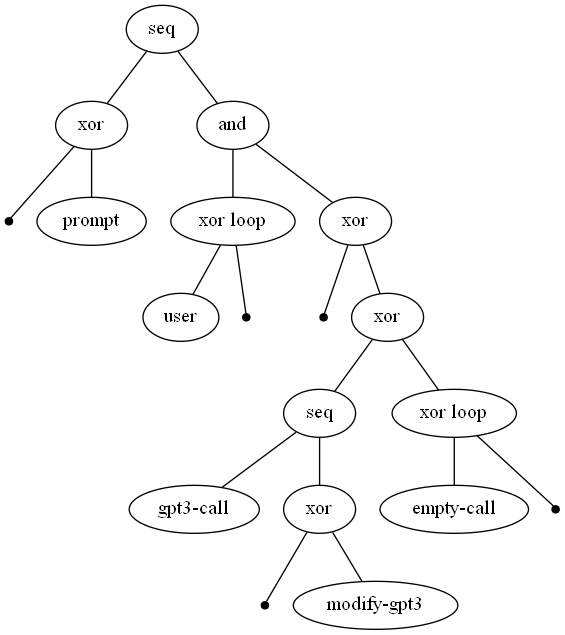 seq
xor
and
prompt
xor loop
xor
user
xor
seq
xor loop
gpt3-call
xor
empty-call
modify-gpt3